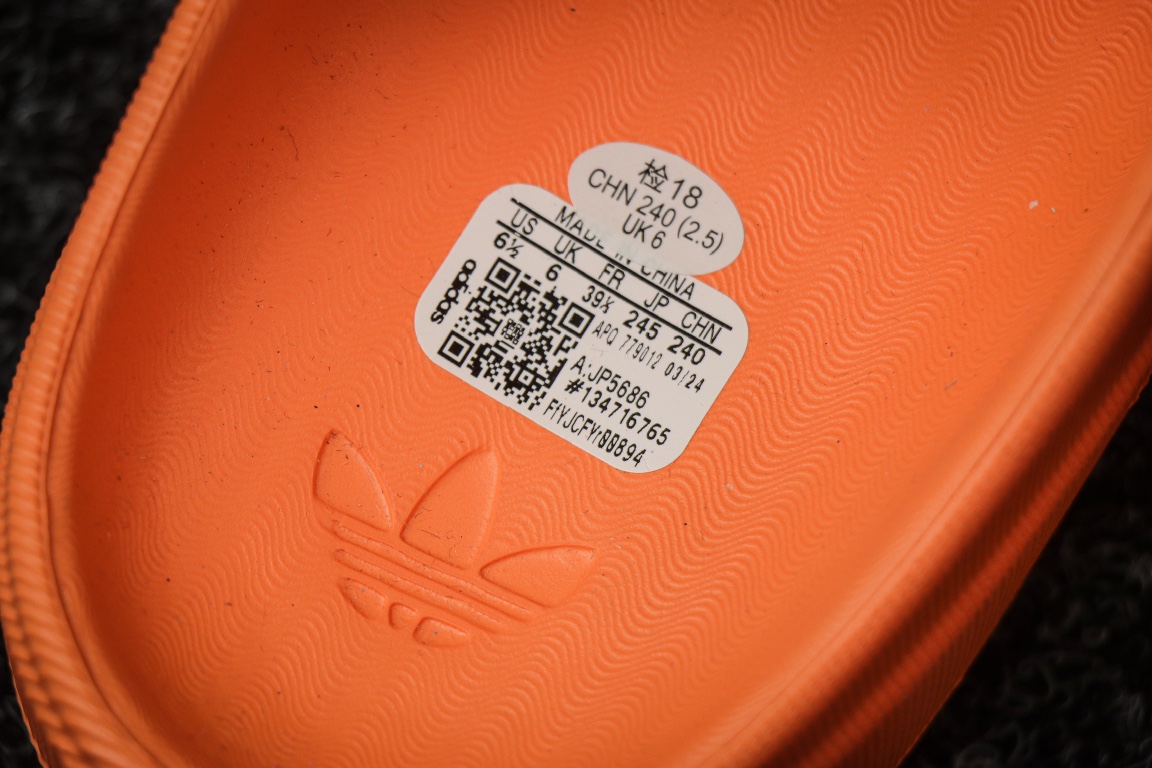 检18
CHN 240 (2.5)
UK 6
MADE IN CHINA
US UK FR JP CHN
6½ 6 39⅓ 245 240
adidas
APQ 779012 03/24
A:JP5686
#134716765